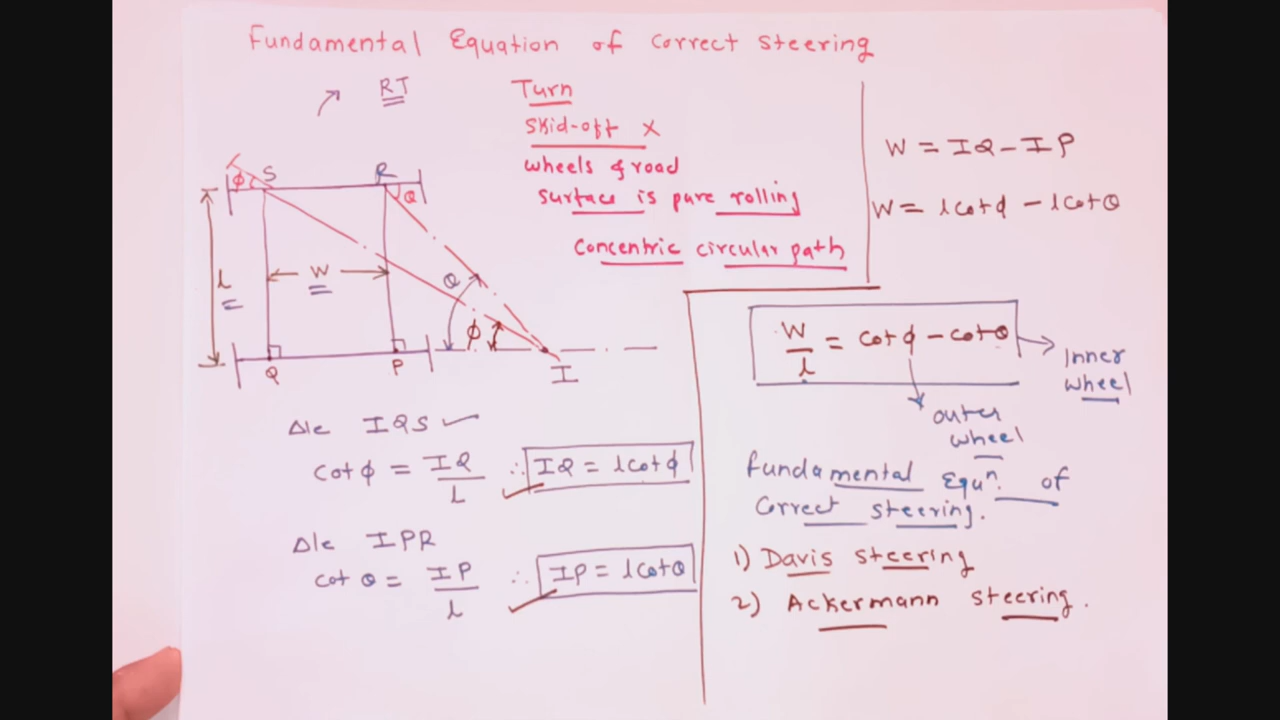 Fundamental Equation of correct steering
RT
Turn
Skid-off ×
wheels & road
surface is pure rolling
Concentric circular path
ϕ S R θ
l
w
θ
ϕ
Q P I
Δle IQS ✓
cot ϕ = IQ / L ∴ IQ = l cot ϕ
Δle IPR
cot θ = IP / l ∴ IP = l cot θ
W = IQ - IP
W = l cot ϕ - l cot θ
W / l = cot ϕ - cot θ
inner
wheel
outer
wheel
Fundamental Equⁿ. of
Correct steering.
1) Davis steering
2) Ackermann steering.